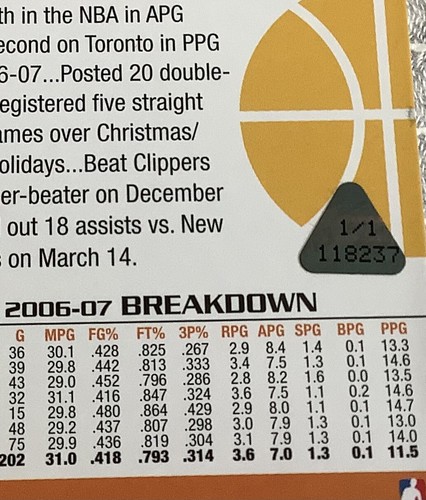 th in the NBA in APG
econd on Toronto in PPG
6-07...Posted 20 double-
egistered five straight
ames over Christmas/
olidays...Beat Clippers
er-beater on December
out 18 assists vs. New
s on March 14.
1/1
118237
2006-07 BREAKDOWN
G MPG FG% FT% 3P% RPG APG SPG BPG PPG
36 30.1 .428 .825 .267 2.9 8.4 1.4 0.1 13.3
39 29.8 .442 .813 .333 3.4 7.5 1.3 0.1 14.6
43 29.0 .452 .796 .286 2.8 8.2 1.6 0.0 13.5
32 31.1 .416 .847 .324 3.6 7.5 1.1 0.2 14.6
15 29.8 .480 .864 .429 2.9 8.0 1.1 0.1 14.7
48 29.2 .437 .807 .298 3.0 7.9 1.3 0.1 13.0
75 29.9 .436 .819 .304 3.1 7.9 1.3 0.1 14.0
202 31.0 .418 .793 .314 3.6 7.0 1.3 0.1 11.5